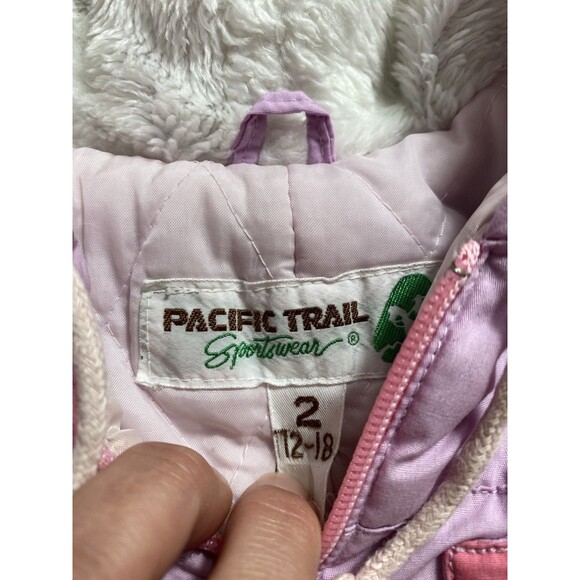 PACIFIC TRAIL
Sportswear ®
2
12-18